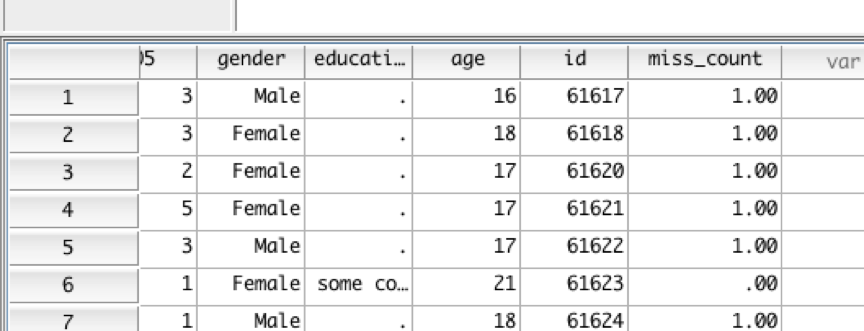 05 gender educati… age id miss_count var
1 3 Male . 16 61617 1.00
2 3 Female . 18 61618 1.00
3 2 Female . 17 61620 1.00
4 5 Female . 17 61621 1.00
5 3 Male . 17 61622 1.00
6 1 Female some co… 21 61623 .00
7 1 Male . 18 61624 1.00